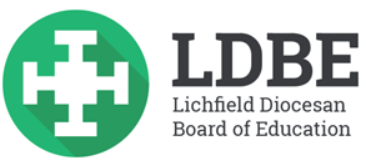 LDBE
Lichfield Diocesan
Board of Education